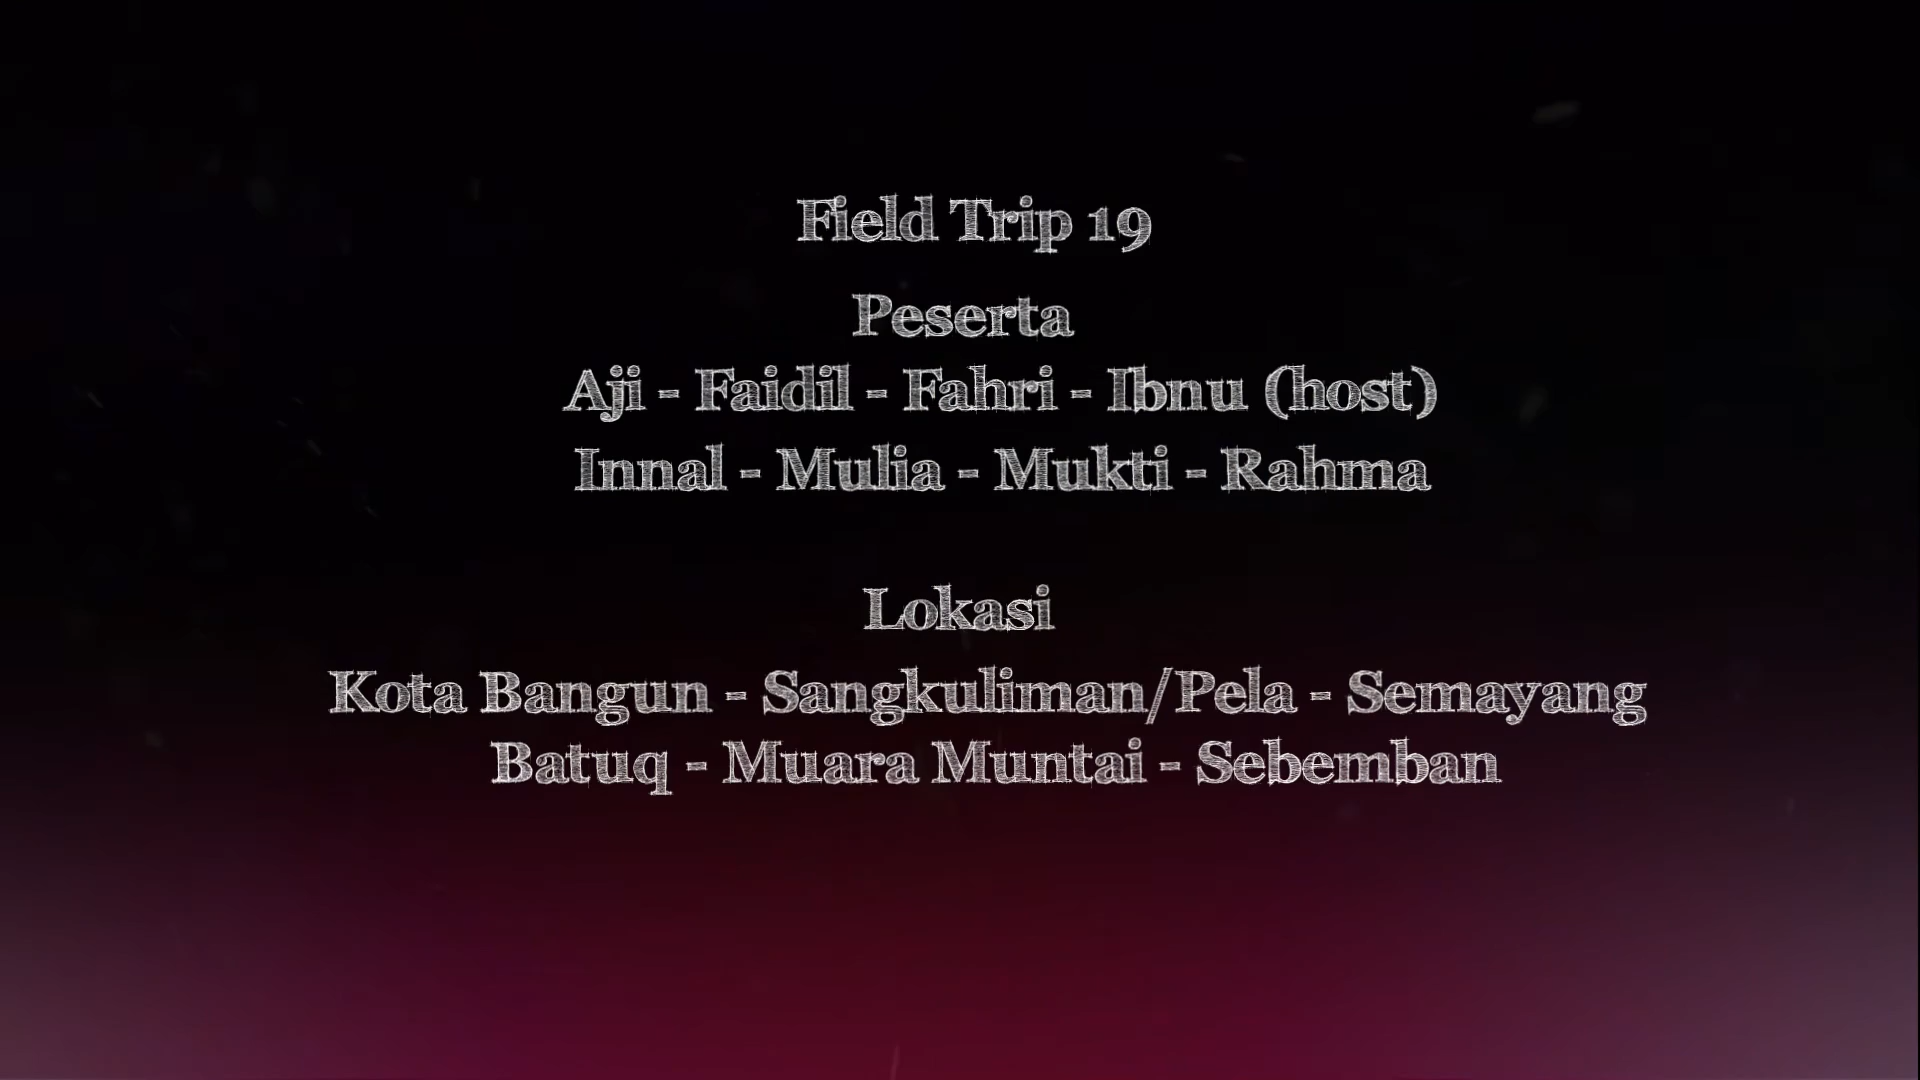 Field Trip 19
Peserta
Aji - Faidil - Fahri - Ibnu (host)
Innal - Mulia - Mukti - Rahma
Lokasi
Kota Bangun - Sangkuliman/Pela - Semayang
Batuq - Muara Muntai - Sebemban